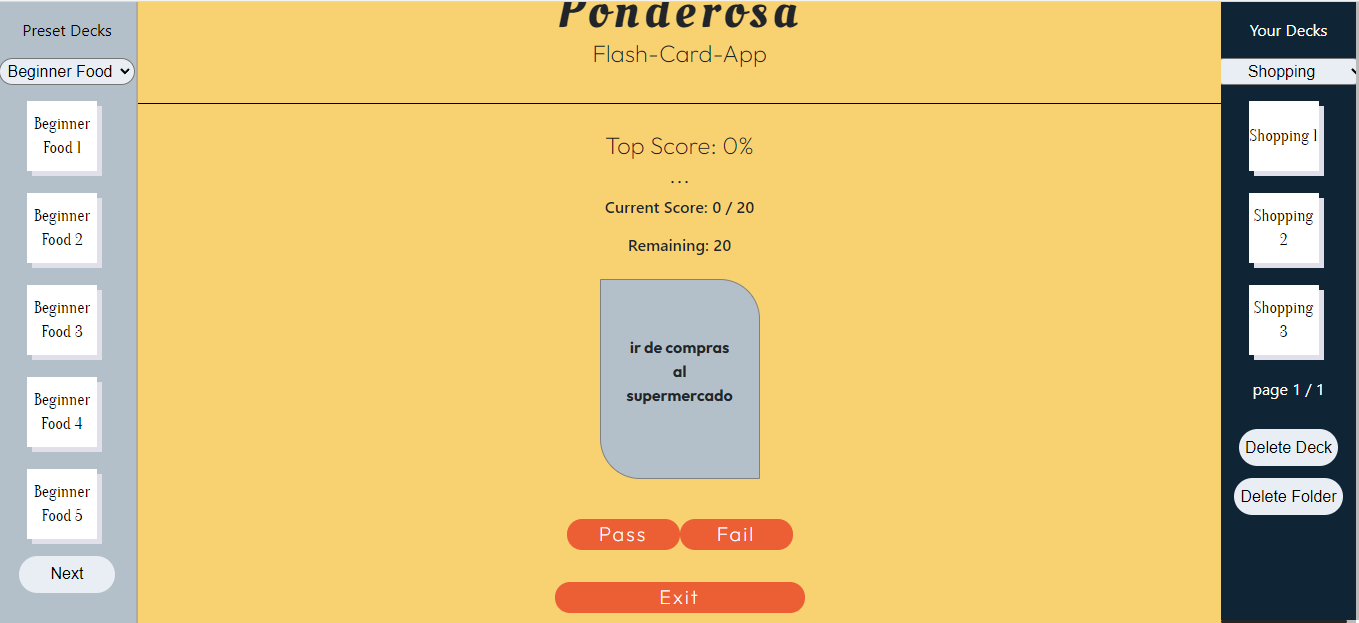 Preset Decks
Beginner Food
Beginner
Food 1
Beginner
Food 2
Beginner
Food 3
Beginner
Food 4
Beginner
Food 5
Next
Ponderosa
Flash-Card-App
Top Score: 0%
...
Current Score: 0 / 20
Remaining: 20
ir de compras
al
supermercado
Pass
Fail
Exit
Your Decks
Shopping
Shopping 1
Shopping
2
Shopping
3
page 1 / 1
Delete Deck
Delete Folder